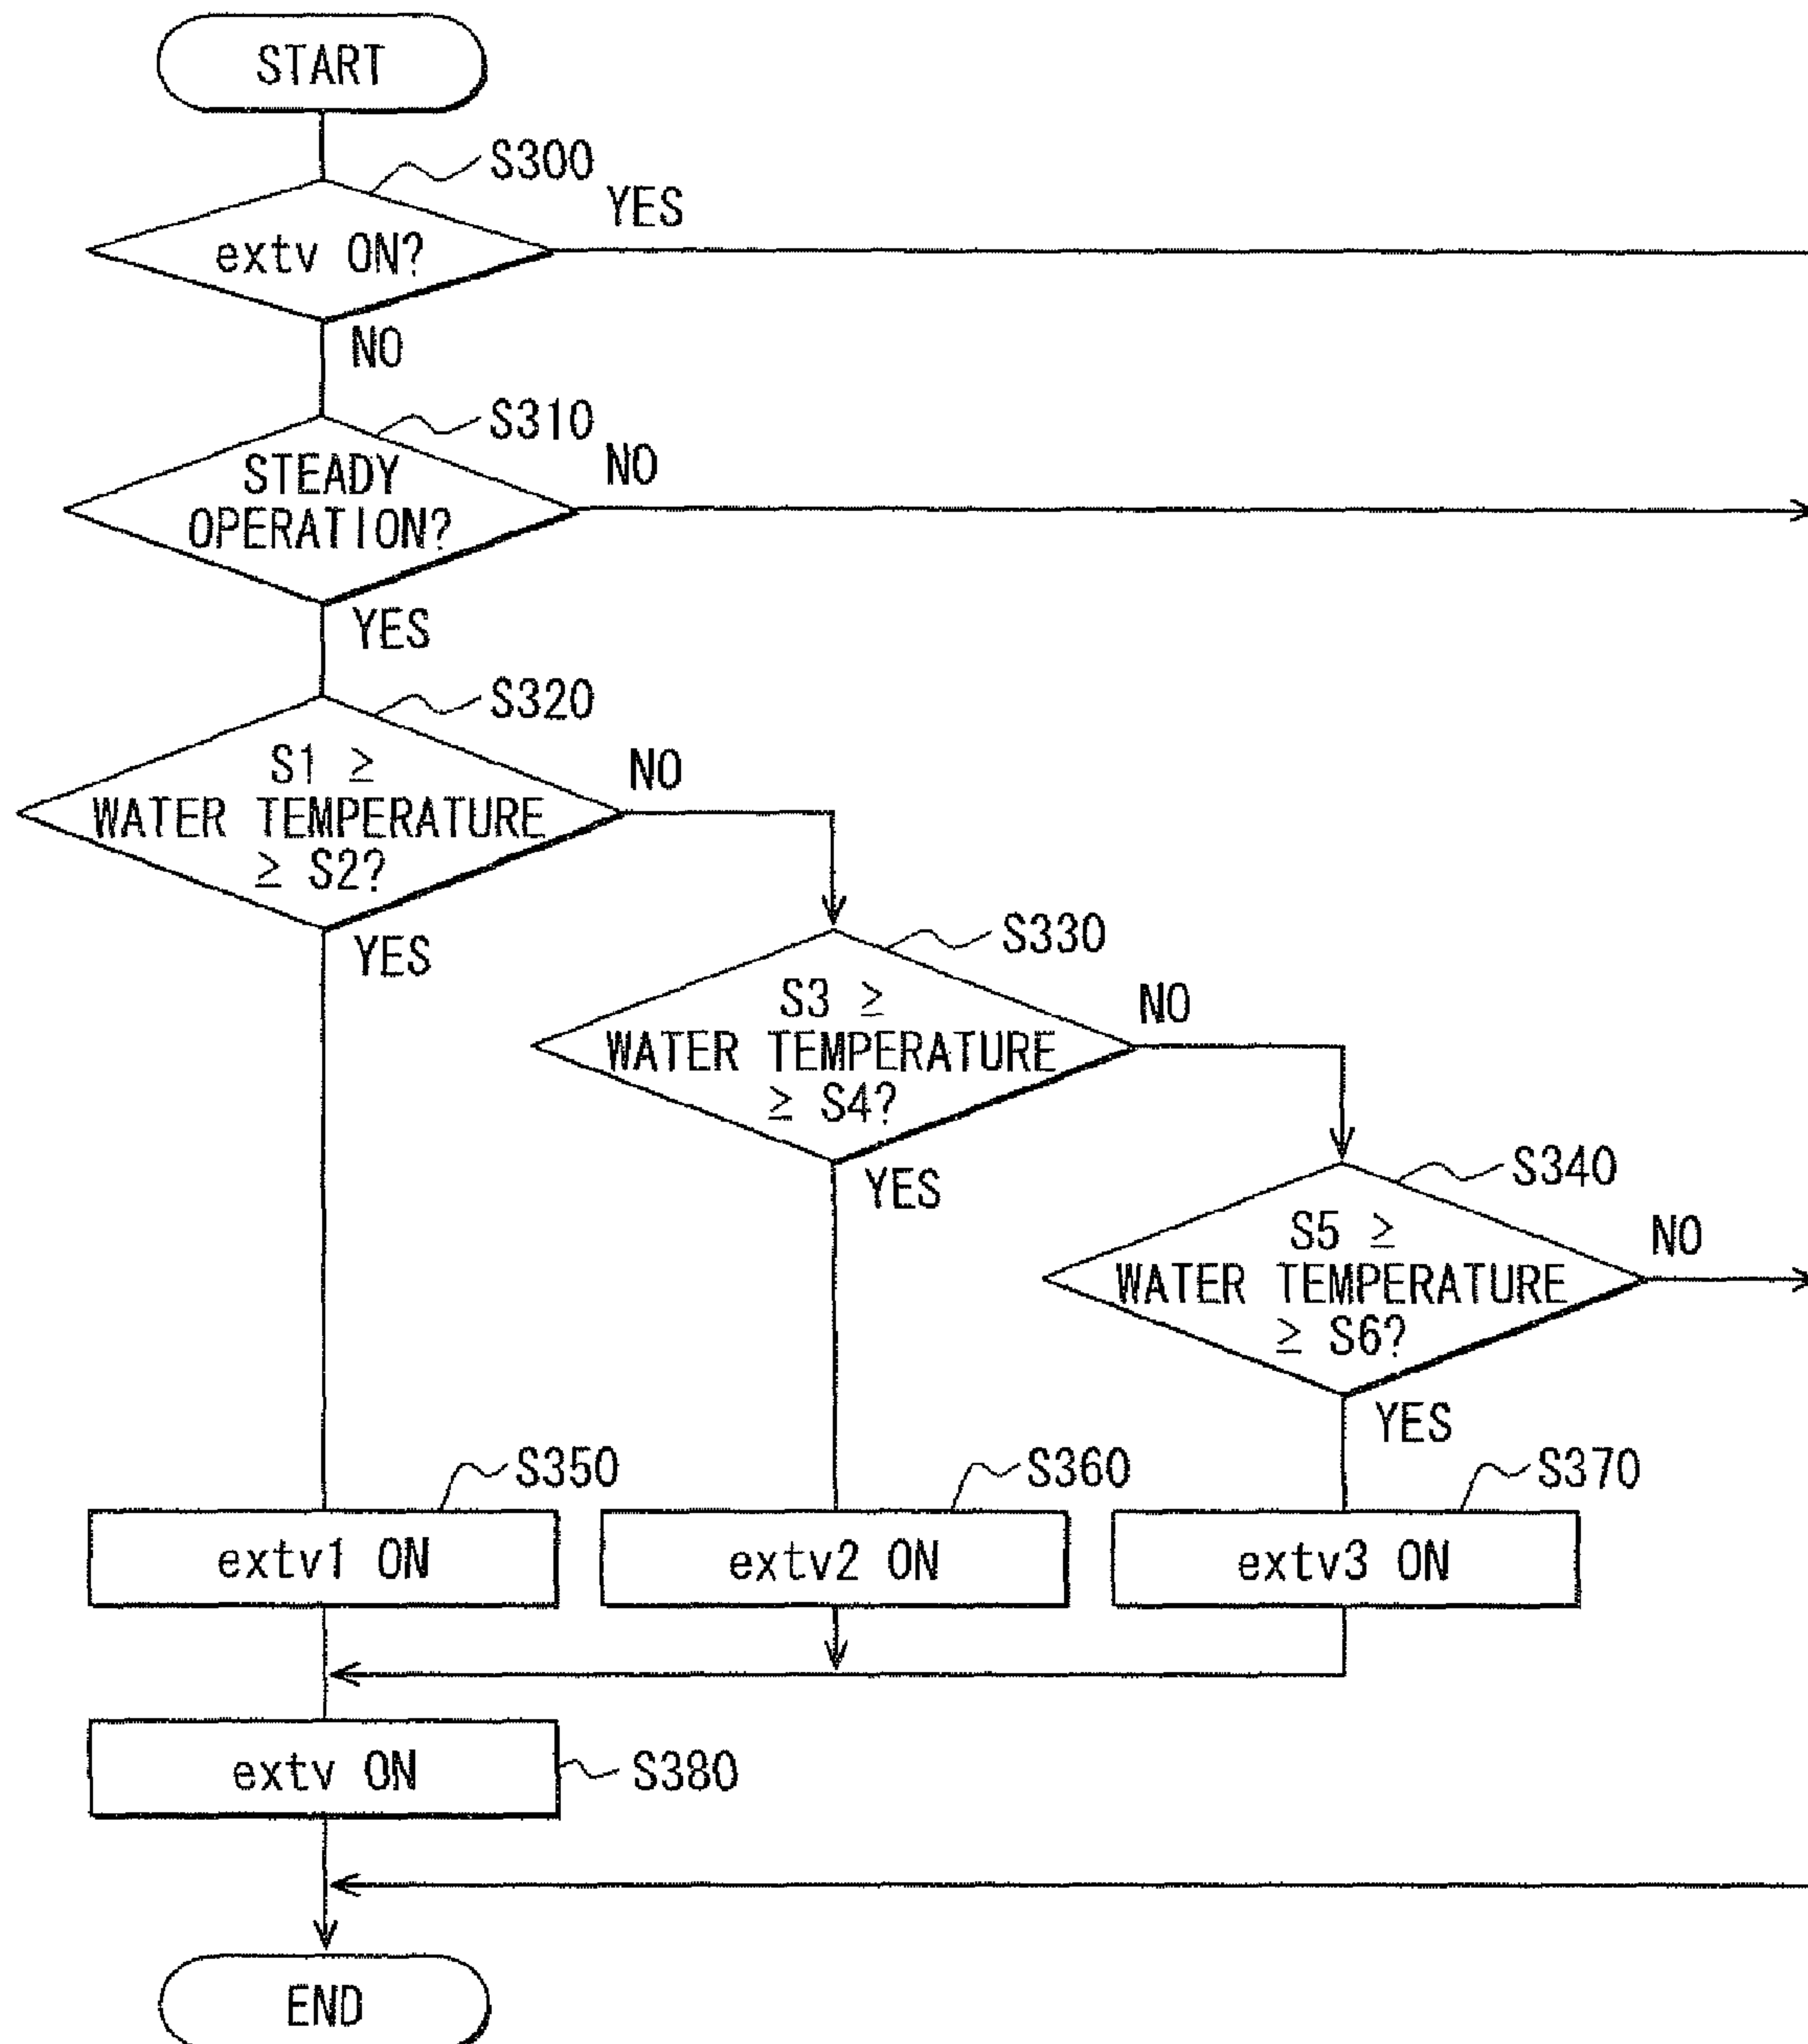 START
S300
YES
extv ON?
NO
S310
STEADY
OPERATION?
NO
YES
S320
S1 ≥
WATER TEMPERATURE
≥ S2?
NO
YES
S330
S3 ≥
WATER TEMPERATURE
≥ S4?
NO
YES
S340
S5 ≥
WATER TEMPERATURE
≥ S6?
NO
YES
S350
extv1 ON
S360
extv2 ON
S370
extv3 ON
extv ON
S380
END